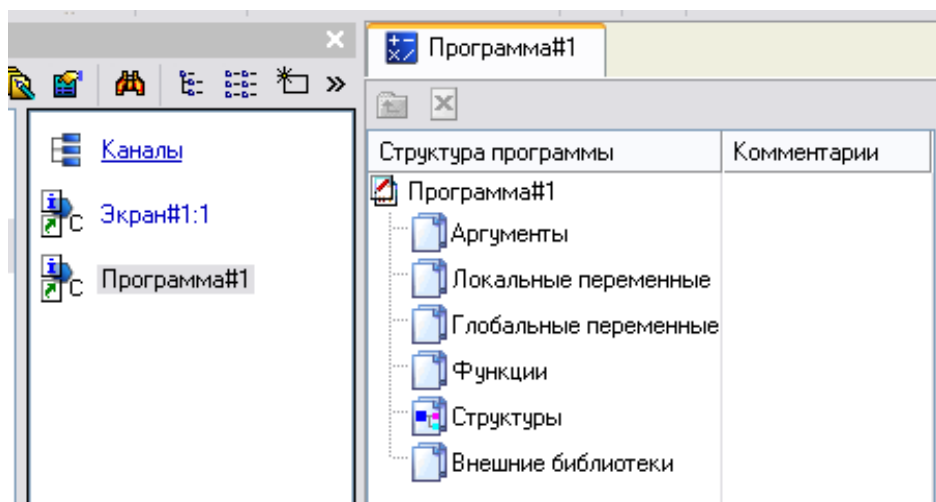 Программа#1
Каналы
Экран#1:1
Программа#1
Структура программы
Комментарии
Программа#1
Аргументы
Локальные переменные
Глобальные переменные
Функции
Структуры
Внешние библиотеки